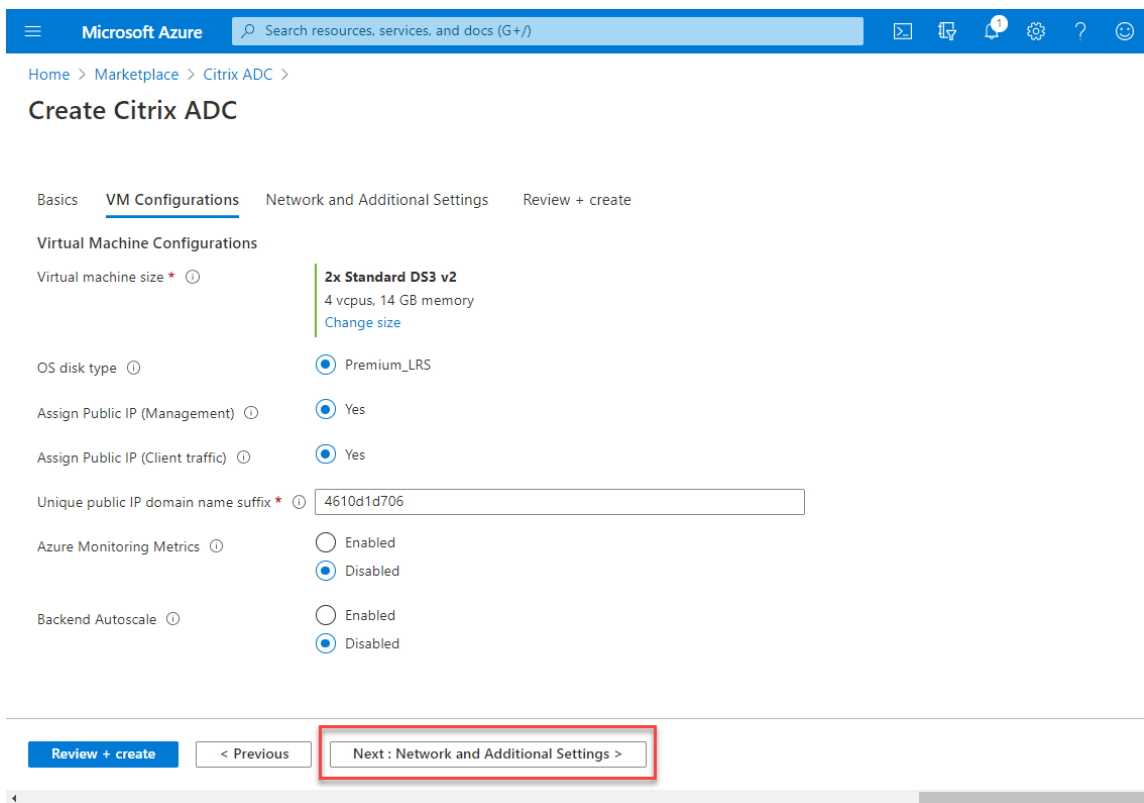 Microsoft Azure
Search resources, services, and docs (G+/)
1
Home > Marketplace > Citrix ADC >
Create Citrix ADC
Basics VM Configurations Network and Additional Settings Review + create
Virtual Machine Configurations
Virtual machine size *
2x Standard DS3 v2
4 vcpus, 14 GB memory
Change size
OS disk type
Premium_LRS
Assign Public IP (Management)
Yes
Assign Public IP (Client traffic)
Yes
Unique public IP domain name suffix *
4610d1d706
Azure Monitoring Metrics
Enabled
Disabled
Backend Autoscale
Enabled
Disabled
Review + create < Previous Next : Network and Additional Settings >